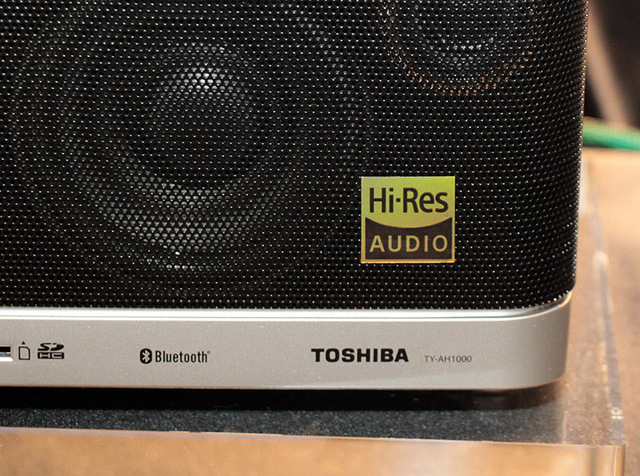 Hi-Res
AUDIO
SD
HC
Bluetooth®
TOSHIBA TY-AH1000